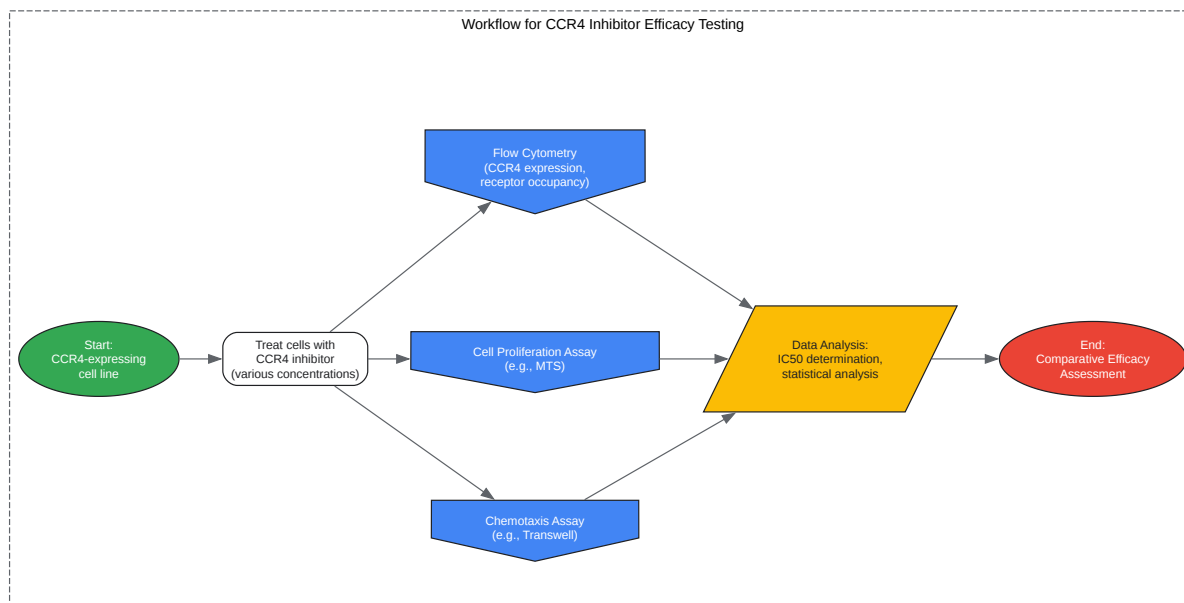 Workflow for CCR4 Inhibitor Efficacy Testing
Flow Cytometry
(CCR4 expression,
receptor occupancy)
Start:
CCR4-expressing
cell line
Treat cells with
CCR4 inhibitor
(various concentrations)
Cell Proliferation Assay
(e.g., MTS)
Data Analysis:
IC50 determination,
statistical analysis
End:
Comparative Efficacy
Assessment
Chemotaxis Assay
(e.g., Transwell)